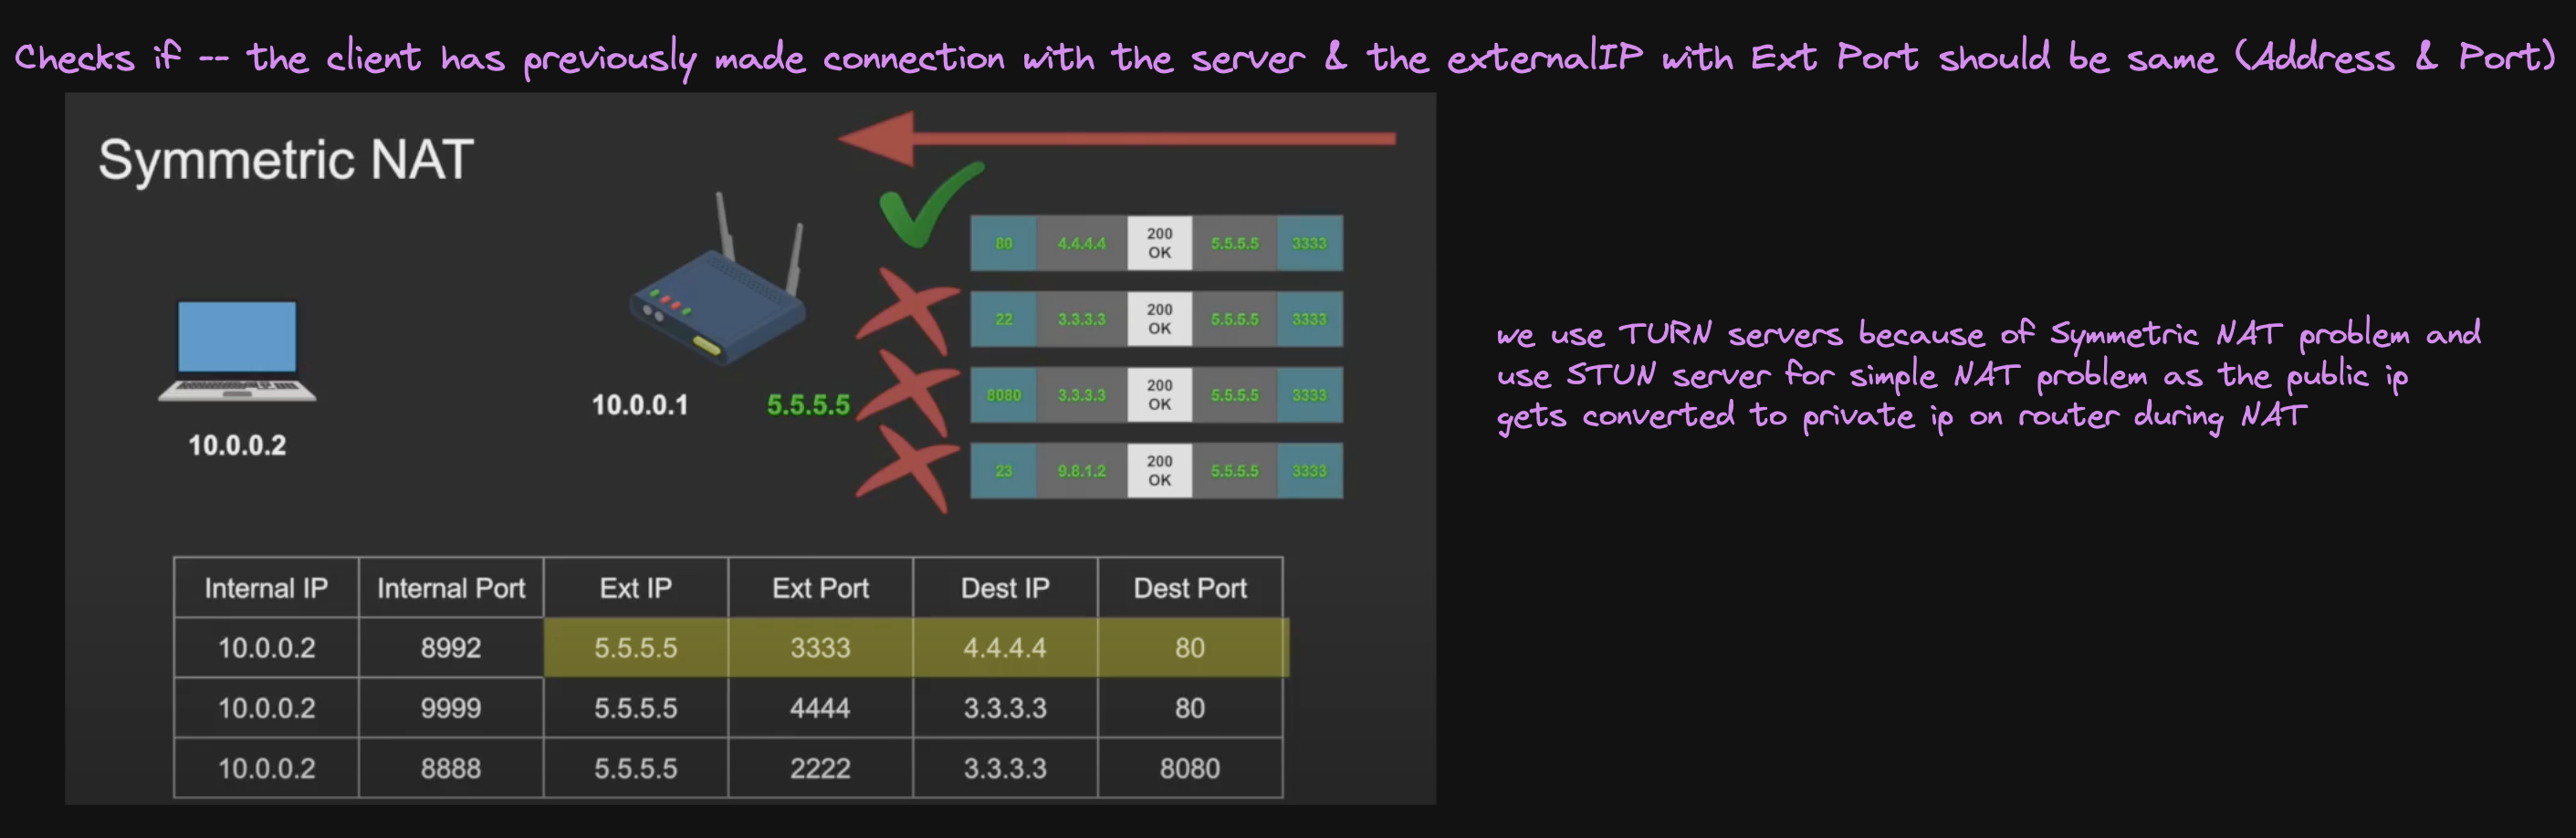 Checks if -- the client has previously made connection with the server & the externalIP with Ext Port should be same (Address & Port)
Symmetric NAT
80 4.4.4.4 200 OK 5.5.5.5 3333
22 3.3.3.3 200 OK 5.5.5.5 3333
8080 3.3.3.3 200 OK 5.5.5.5 3333
23 9.8.1.2 200 OK 5.5.5.5 3333
10.0.0.1 5.5.5.5
10.0.0.2
we use TURN servers because of Symmetric NAT problem and
use STUN server for simple NAT problem as the public ip
gets converted to private ip on router during NAT
Internal IP Internal Port Ext IP Ext Port Dest IP Dest Port
10.0.0.2 8992 5.5.5.5 3333 4.4.4.4 80
10.0.0.2 9999 5.5.5.5 4444 3.3.3.3 80
10.0.0.2 8888 5.5.5.5 2222 3.3.3.3 8080